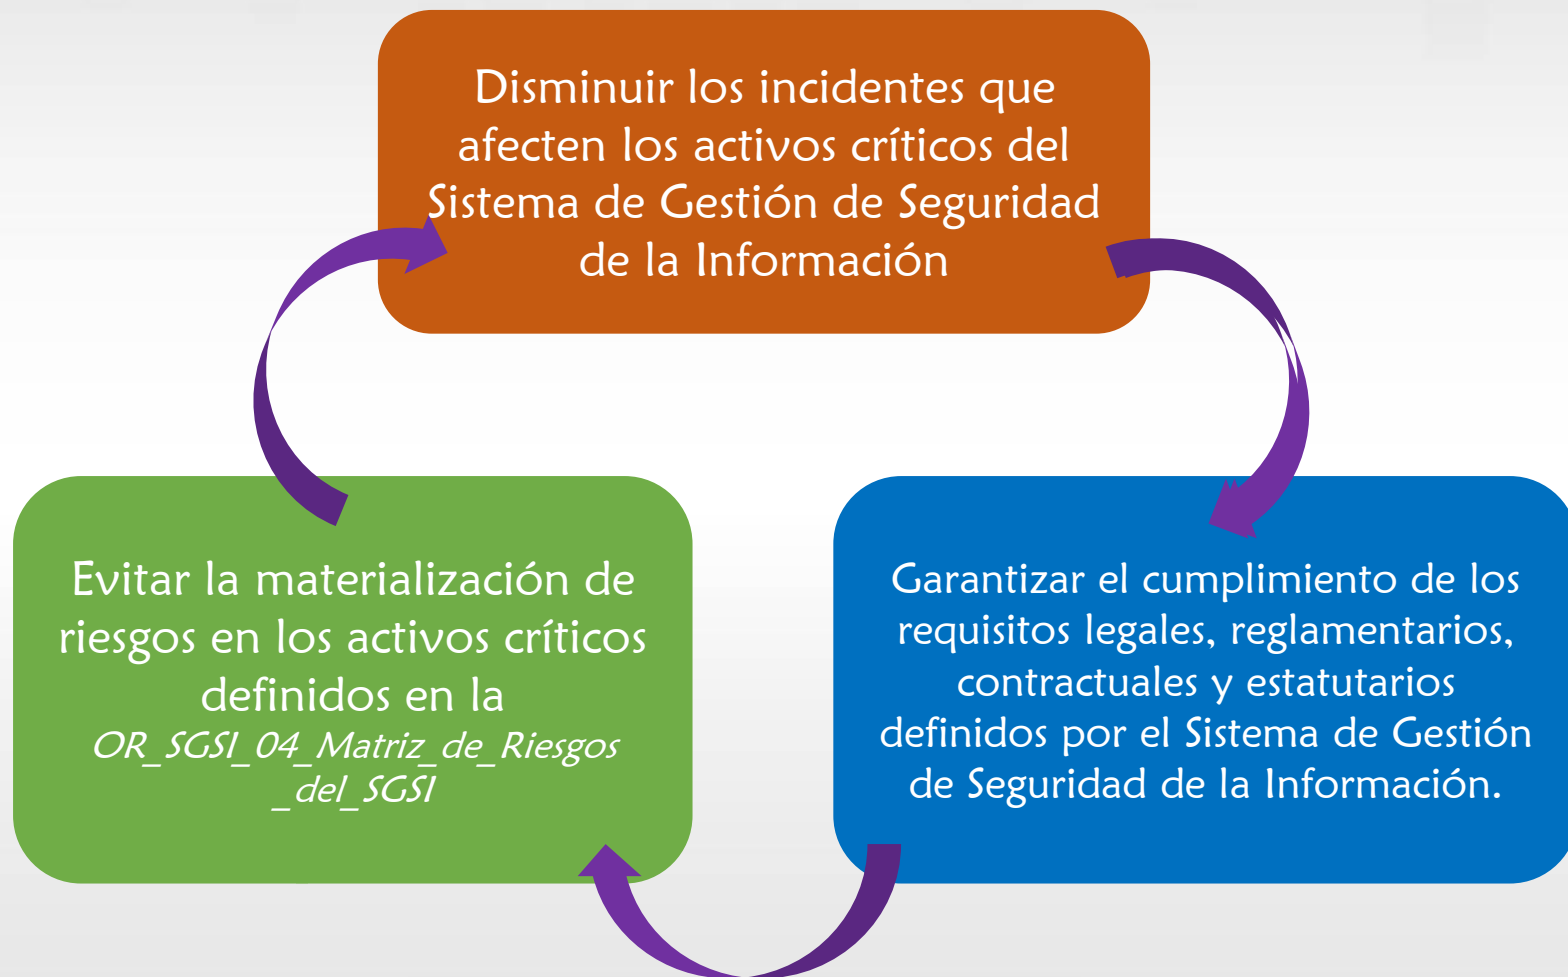 Disminuir los incidentes que
afecten los activos críticos del
Sistema de Gestión de Seguridad
de la Información
Evitar la materialización de
riesgos en los activos críticos
definidos en la
OR_SGSI_04_Matriz_de_Riesgos
_del_SGSI
Garantizar el cumplimiento de los
requisitos legales, reglamentarios,
contractuales y estatutarios
definidos por el Sistema de Gestión
de Seguridad de la Información.